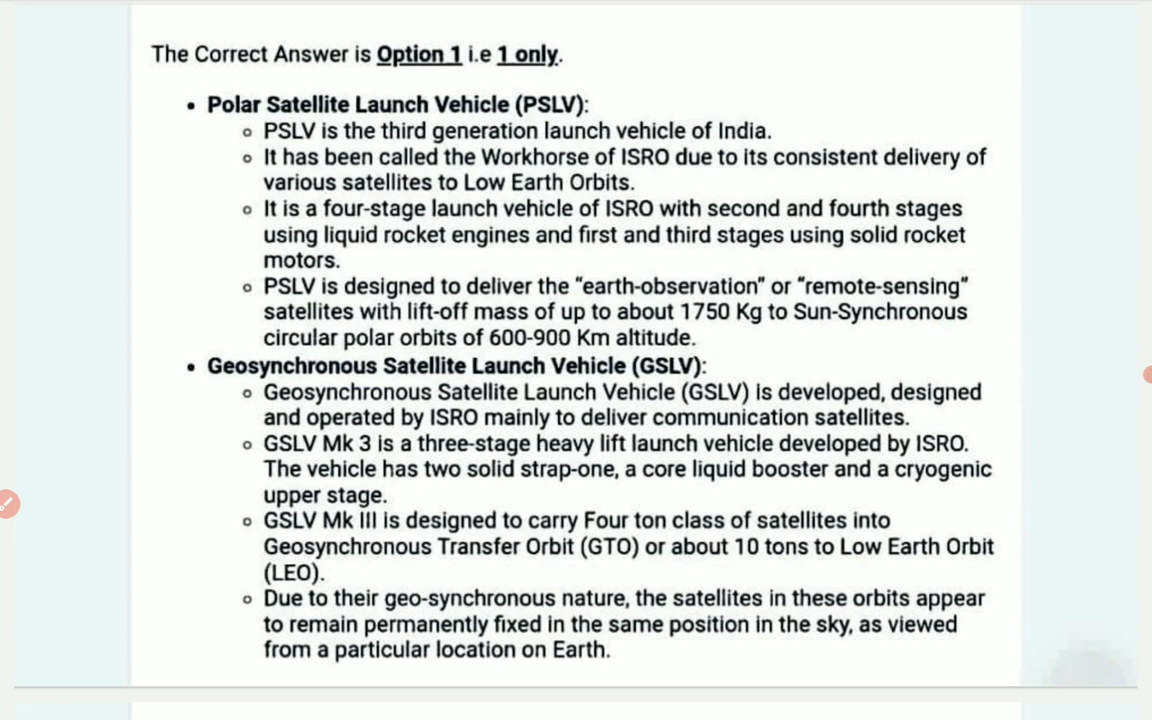 The Correct Answer is Option 1 i.e 1 only.
• Polar Satellite Launch Vehicle (PSLV):
o PSLV is the third generation launch vehicle of India.
o It has been called the Workhorse of ISRO due to its consistent delivery of
various satellites to Low Earth Orbits.
o It is a four-stage launch vehicle of ISRO with second and fourth stages
using liquid rocket engines and first and third stages using solid rocket
motors.
o PSLV is designed to deliver the “earth-observation” or “remote-sensing”
satellites with lift-off mass of up to about 1750 Kg to Sun-Synchronous
circular polar orbits of 600-900 Km altitude.
• Geosynchronous Satellite Launch Vehicle (GSLV):
o Geosynchronous Satellite Launch Vehicle (GSLV) is developed, designed
and operated by ISRO mainly to deliver communication satellites.
o GSLV Mk 3 is a three-stage heavy lift launch vehicle developed by ISRO.
The vehicle has two solid strap-one, a core liquid booster and a cryogenic
upper stage.
o GSLV Mk III is designed to carry Four ton class of satellites into
Geosynchronous Transfer Orbit (GTO) or about 10 tons to Low Earth Orbit
(LEO).
o Due to their geo-synchronous nature, the satellites in these orbits appear
to remain permanently fixed in the same position in the sky, as viewed
from a particular location on Earth.